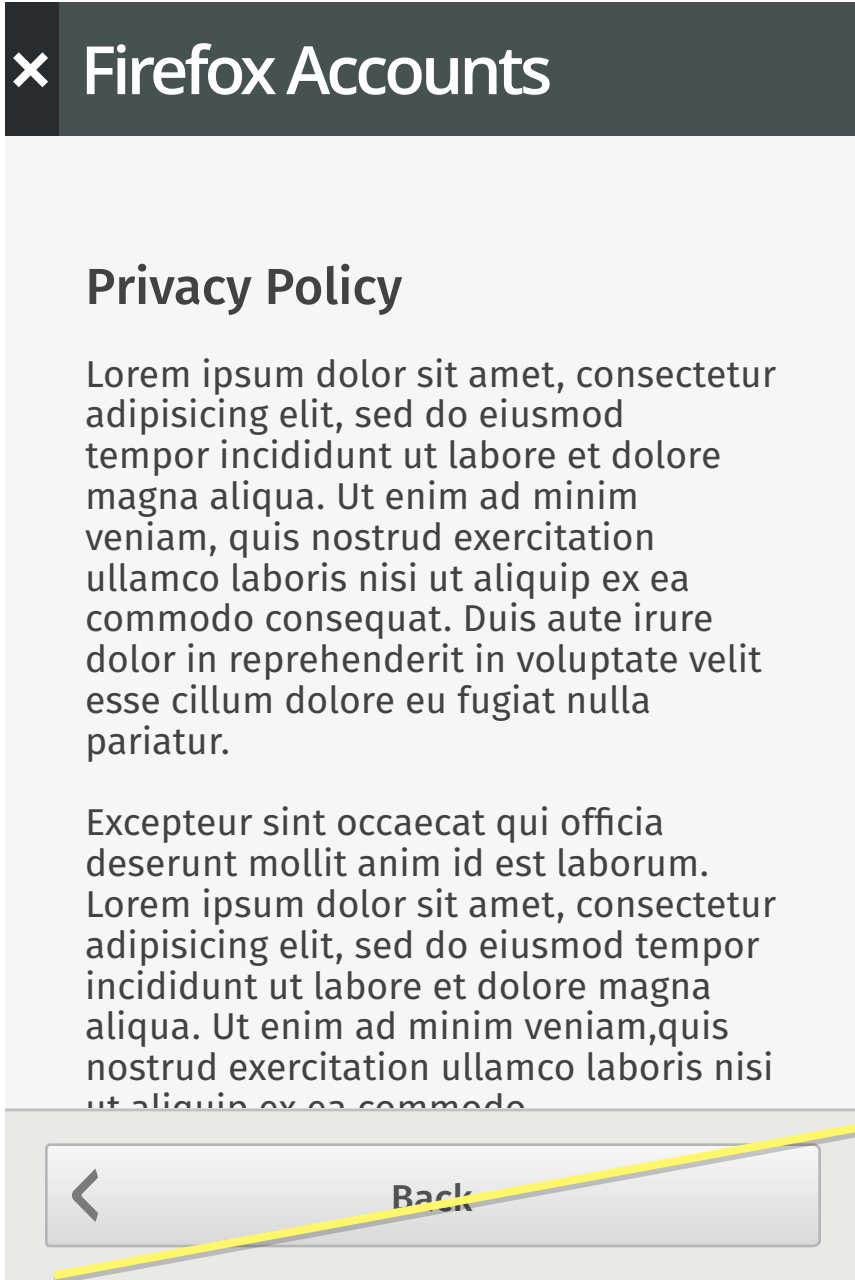 Firefox Accounts
Privacy Policy
Lorem ipsum dolor sit amet, consectetur
adipisicing elit, sed do eiusmod
tempor incididunt ut labore et dolore
magna aliqua. Ut enim ad minim
veniam, quis nostrud exercitation
ullamco laboris nisi ut aliquip ex ea
commodo consequat. Duis aute irure
dolor in reprehenderit in voluptate velit
esse cillum dolore eu fugiat nulla
pariatur.
Excepteur sint occaecat qui officia
deserunt mollit anim id est laborum.
Lorem ipsum dolor sit amet, consectetur
adipisicing elit, sed do eiusmod tempor
incididunt ut labore et dolore magna
aliqua. Ut enim ad minim veniam,quis
nostrud exercitation ullamco laboris nisi
ut aliquip ex ea commodo
Back